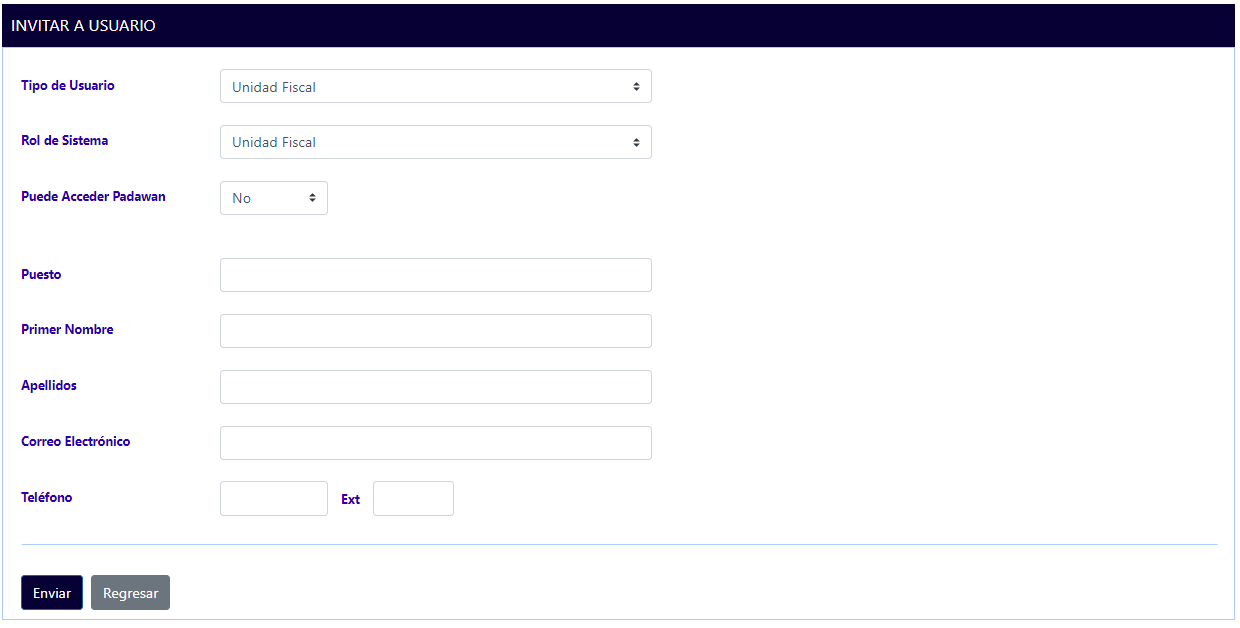 INVITAR A USUARIO
Tipo de Usuario Unidad Fiscal
Rol de Sistema Unidad Fiscal
Puede Acceder Padawan No
Puesto
Primer Nombre
Apellidos
Correo Electrónico
Teléfono Ext
Enviar Regresar